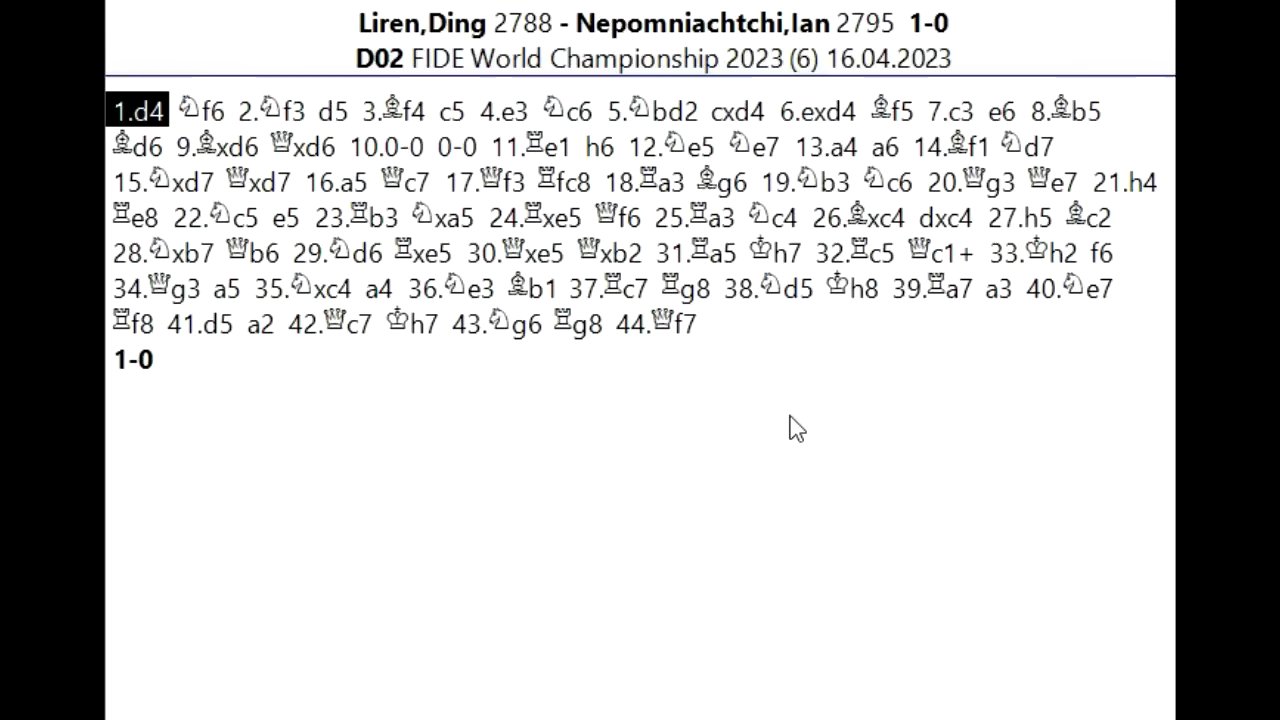 Liren,Ding 2788 - Nepomniachtchi,Ian 2795 1-0
D02 FIDE World Championship 2023 (6) 16.04.2023
1.d4 ♘f6 2.♘f3 d5 3.♗f4 c5 4.e3 ♘c6 5.♘bd2 cxd4 6.exd4 ♗f5 7.c3 e6 8.♗b5
♗d6 9.♗xd6 ♕xd6 10.0-0 0-0 11.♖e1 h6 12.♘e5 ♘e7 13.a4 a6 14.♗f1 ♘d7
15.♘xd7 ♕xd7 16.a5 ♕c7 17.♕f3 ♖fc8 18.♖a3 ♗g6 19.♘b3 ♘c6 20.♕g3 ♕e7 21.h4
♖e8 22.♘c5 e5 23.♖b3 ♘xa5 24.♖xe5 ♕f6 25.♖a3 ♘c4 26.♗xc4 dxc4 27.h5 ♗c2
28.♘xb7 ♕b6 29.♘d6 ♖xe5 30.♕xe5 ♕xb2 31.♖a5 ♔h7 32.♖c5 ♕c1+ 33.♔h2 f6
34.♕g3 a5 35.♘xc4 a4 36.♘e3 ♗b1 37.♖c7 ♖g8 38.♘d5 ♔h8 39.♖a7 a3 40.♘e7
♖f8 41.d5 a2 42.♕c7 ♔h7 43.♘g6 ♖g8 44.♕f7
1-0